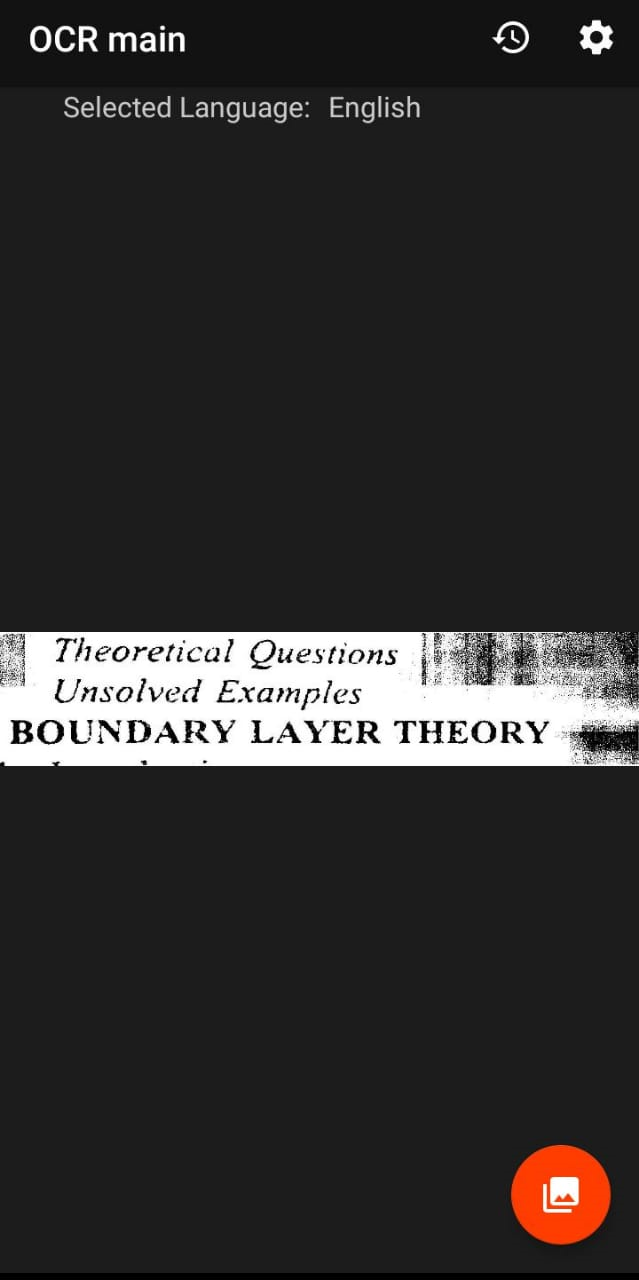 OCR main
Selected Language: English
Theoretical Questions
Unsolved Examples
BOUNDARY LAYER THEORY